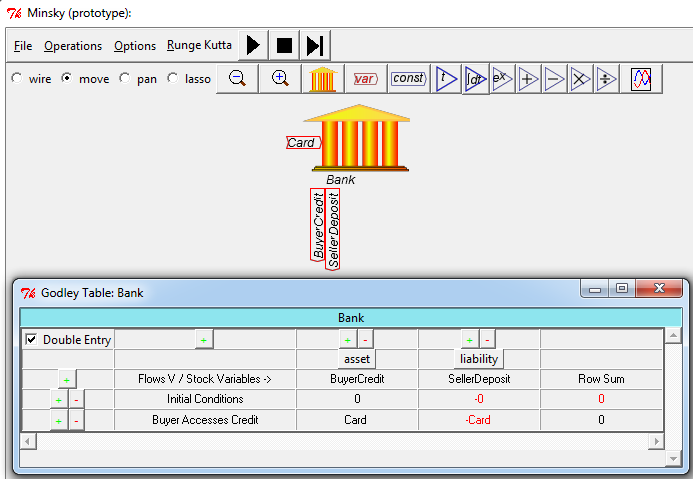 Minsky (prototype):
File Operations Options Runge Kutta
wire move pan lasso var const t ∫dt eˣ + − × ÷
Card
Bank
BuyerCredit
SellerDeposit
Godley Table: Bank
Bank
Double Entry + + - + -
asset liability
+ Flows V / Stock Variables -> BuyerCredit SellerDeposit Row Sum
+ - Initial Conditions 0 -0 0
+ - Buyer Accesses Credit Card -Card 0